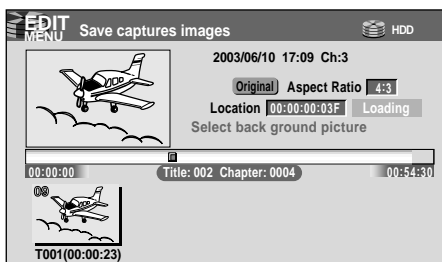 EDIT
MENU
Save captures images
HDD
2003/06/10 17:09 Ch:3
Original Aspect Ratio 4:3
Location 00:00:00:03F Loading
Select back ground picture
00:00:00 Title: 002 Chapter: 0004 00:54:30
09
T001(00:00:23)